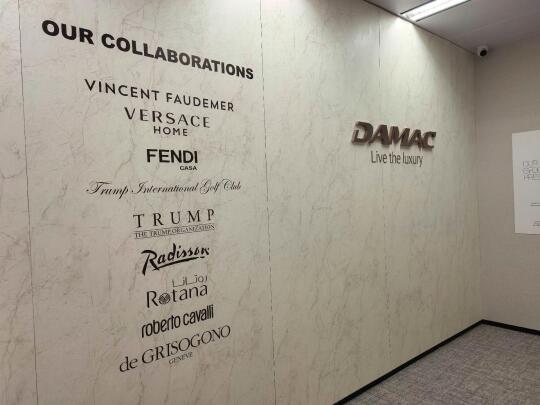 OUR COLLABORATIONS
VINCENT FAUDEMER
VERSACE
HOME
FENDI
CASA
Trump International Golf Club
TRUMP
THE TRUMP ORGANIZATION
Radisson
روتانا
Rotana
roberto cavalli
de GRISOGONO
GENEVE
DAMAC
Live the luxury
OUR